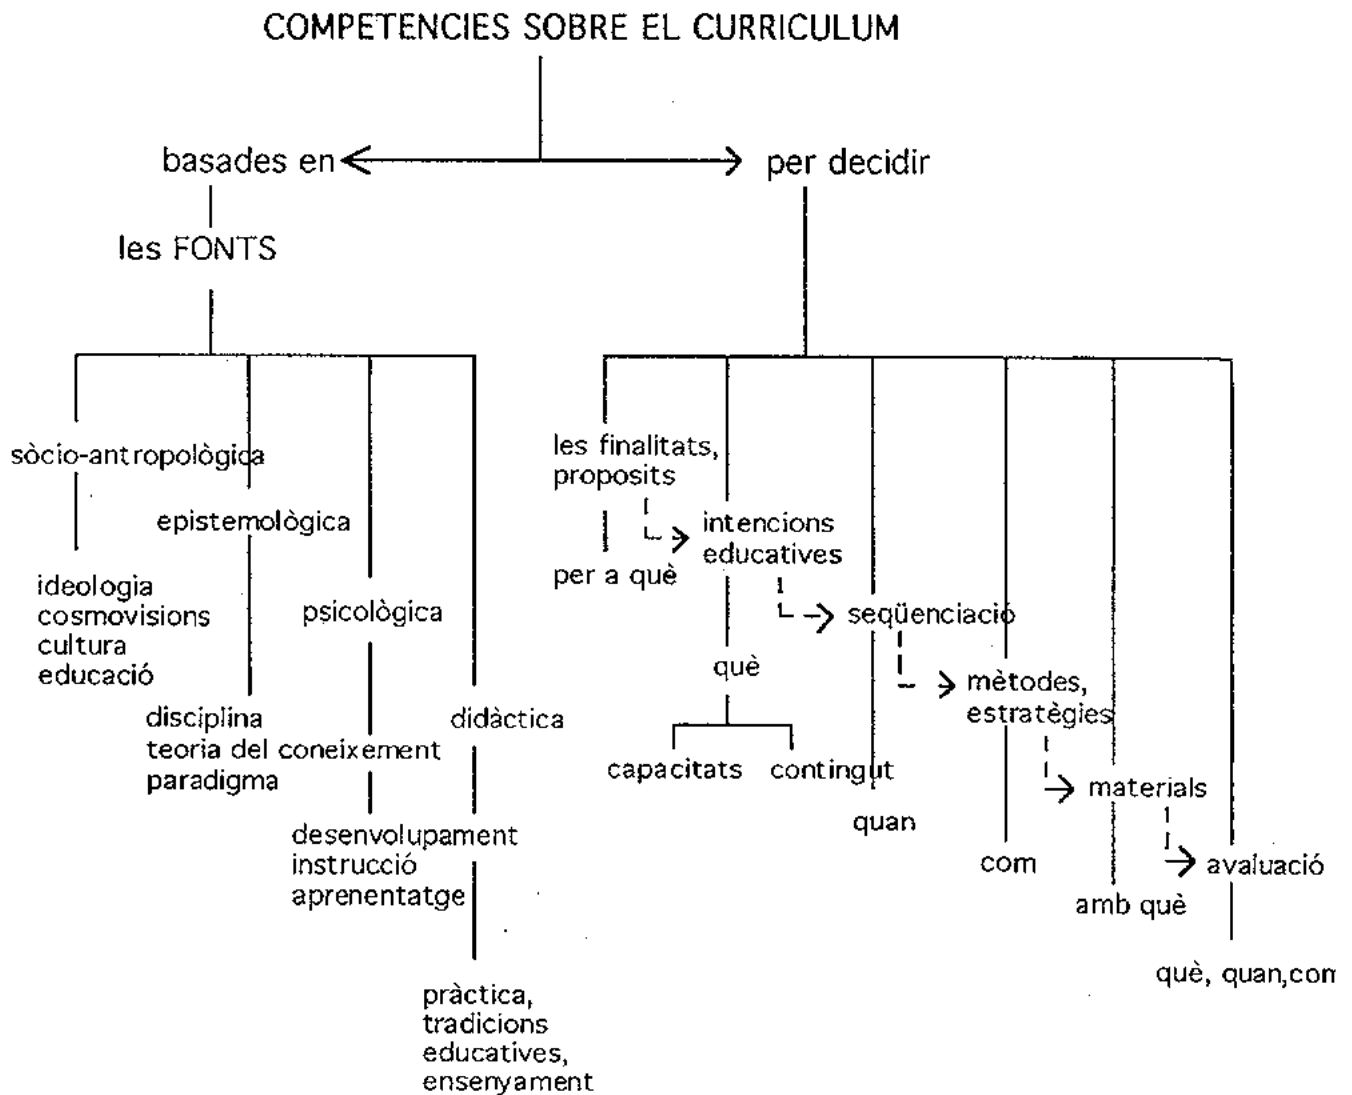 COMPETENCIES SOBRE EL CURRICULUM
basades en
per decidir
les FONTS
sòcio-antropològica
epistemològica
ideologia
cosmovisions
cultura
educació
psicològica
disciplina
teoria del coneixement
paradigma
didàctica
desenvolupament
instrucció
aprenentatge
pràctica,
tradicions
educatives,
ensenyament
les finalitats,
proposits
per a què
intencions
educatives
què
capacitats
contingut
seqüenciació
quan
mètodes,
estratègies
com
materials
amb què
avaluació
què, quan,com